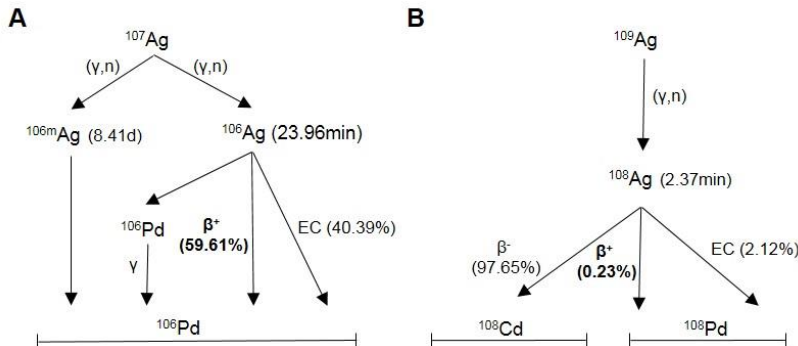 A
¹⁰⁷Ag
(γ,n)
(γ,n)
¹⁰⁶ᵐAg (8.41d)
¹⁰⁶Ag (23.96min)
¹⁰⁶Pd
γ
β⁺
(59.61%)
EC (40.39%)
¹⁰⁶Pd
B
¹⁰⁹Ag
(γ,n)
¹⁰⁸Ag (2.37min)
β⁻
(97.65%)
β⁺
(0.23%)
EC (2.12%)
¹⁰⁸Cd
¹⁰⁸Pd